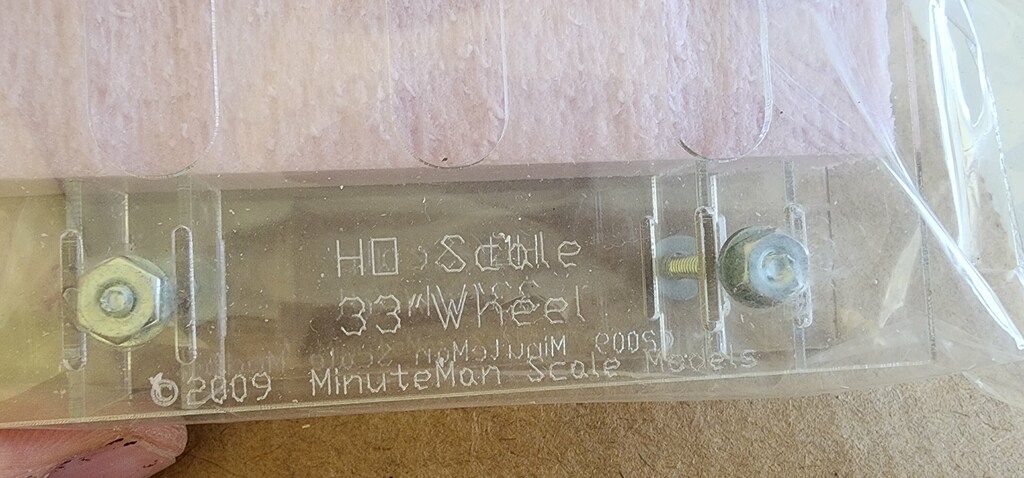 HO Scale
33" Wheel
©2009 MinuteMan Scale Models